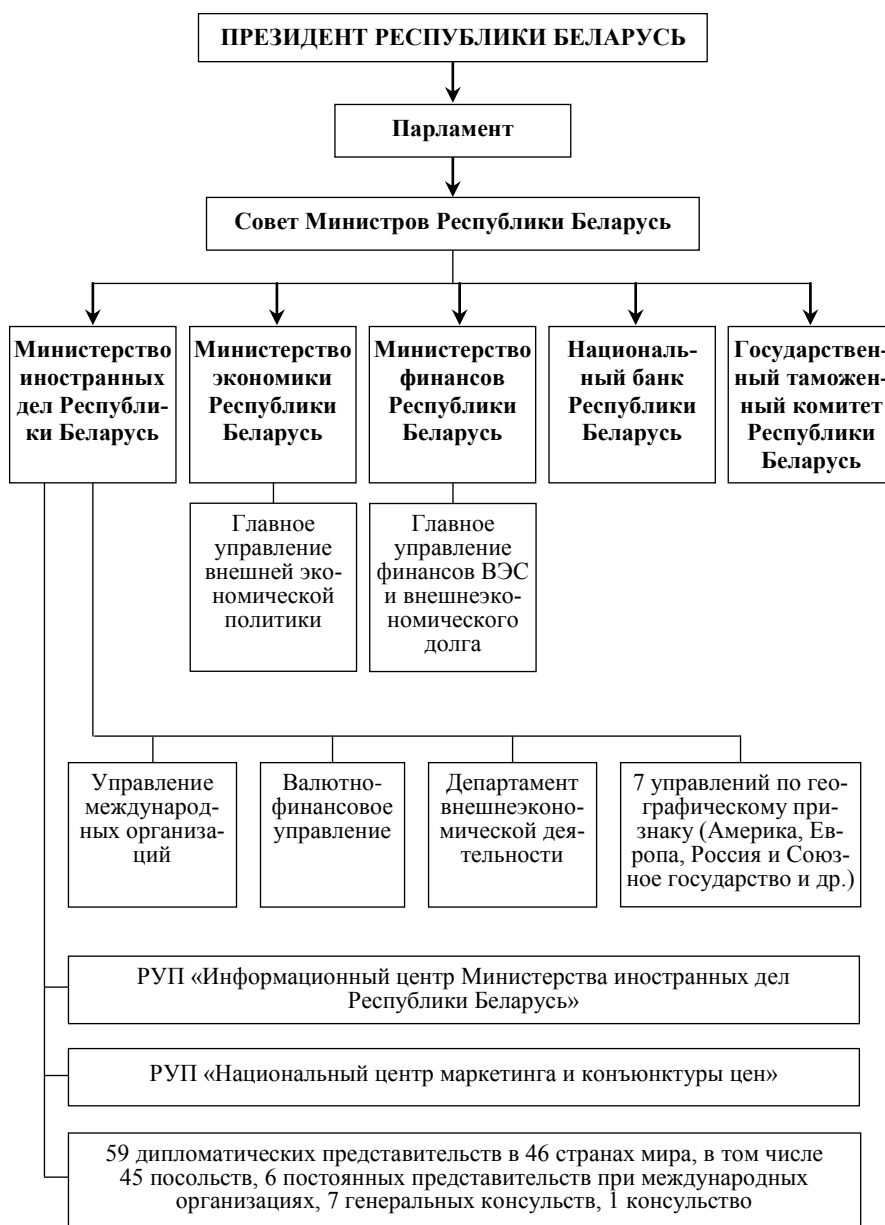 ПРЕЗИДЕНТ РЕСПУБЛИКИ БЕЛАРУСЬ
Парламент
Совет Министров Республики Беларусь
Министерство
иностранных
дел Республи-
ки Беларусь
Министерство
экономики
Республики
Беларусь
Министерство
финансов
Республики
Беларусь
Националь-
ный банк
Республики
Беларусь
Государствен-
ный таможен-
ный комитет
Республики
Беларусь
Главное
управление
внешней эко-
номической
политики
Главное
управление
финансов ВЭС
и внешнеэко-
номического
долга
Управление
международ-
ных организа-
ций
Валютно-
финансовое
управление
Департамент
внешнеэконо-
мической дея-
тельности
7 управлений по гео-
графическому при-
знаку (Америка, Ев-
ропа, Россия и Союз-
ное государство и др.)
РУП «Информационный центр Министерства иностранных дел
Республики Беларусь»
РУП «Национальный центр маркетинга и конъюнктуры цен»
59 дипломатических представительств в 46 странах мира, в том числе
45 посольств, 6 постоянных представительств при международных
организациях, 7 генеральных консульств, 1 консульство